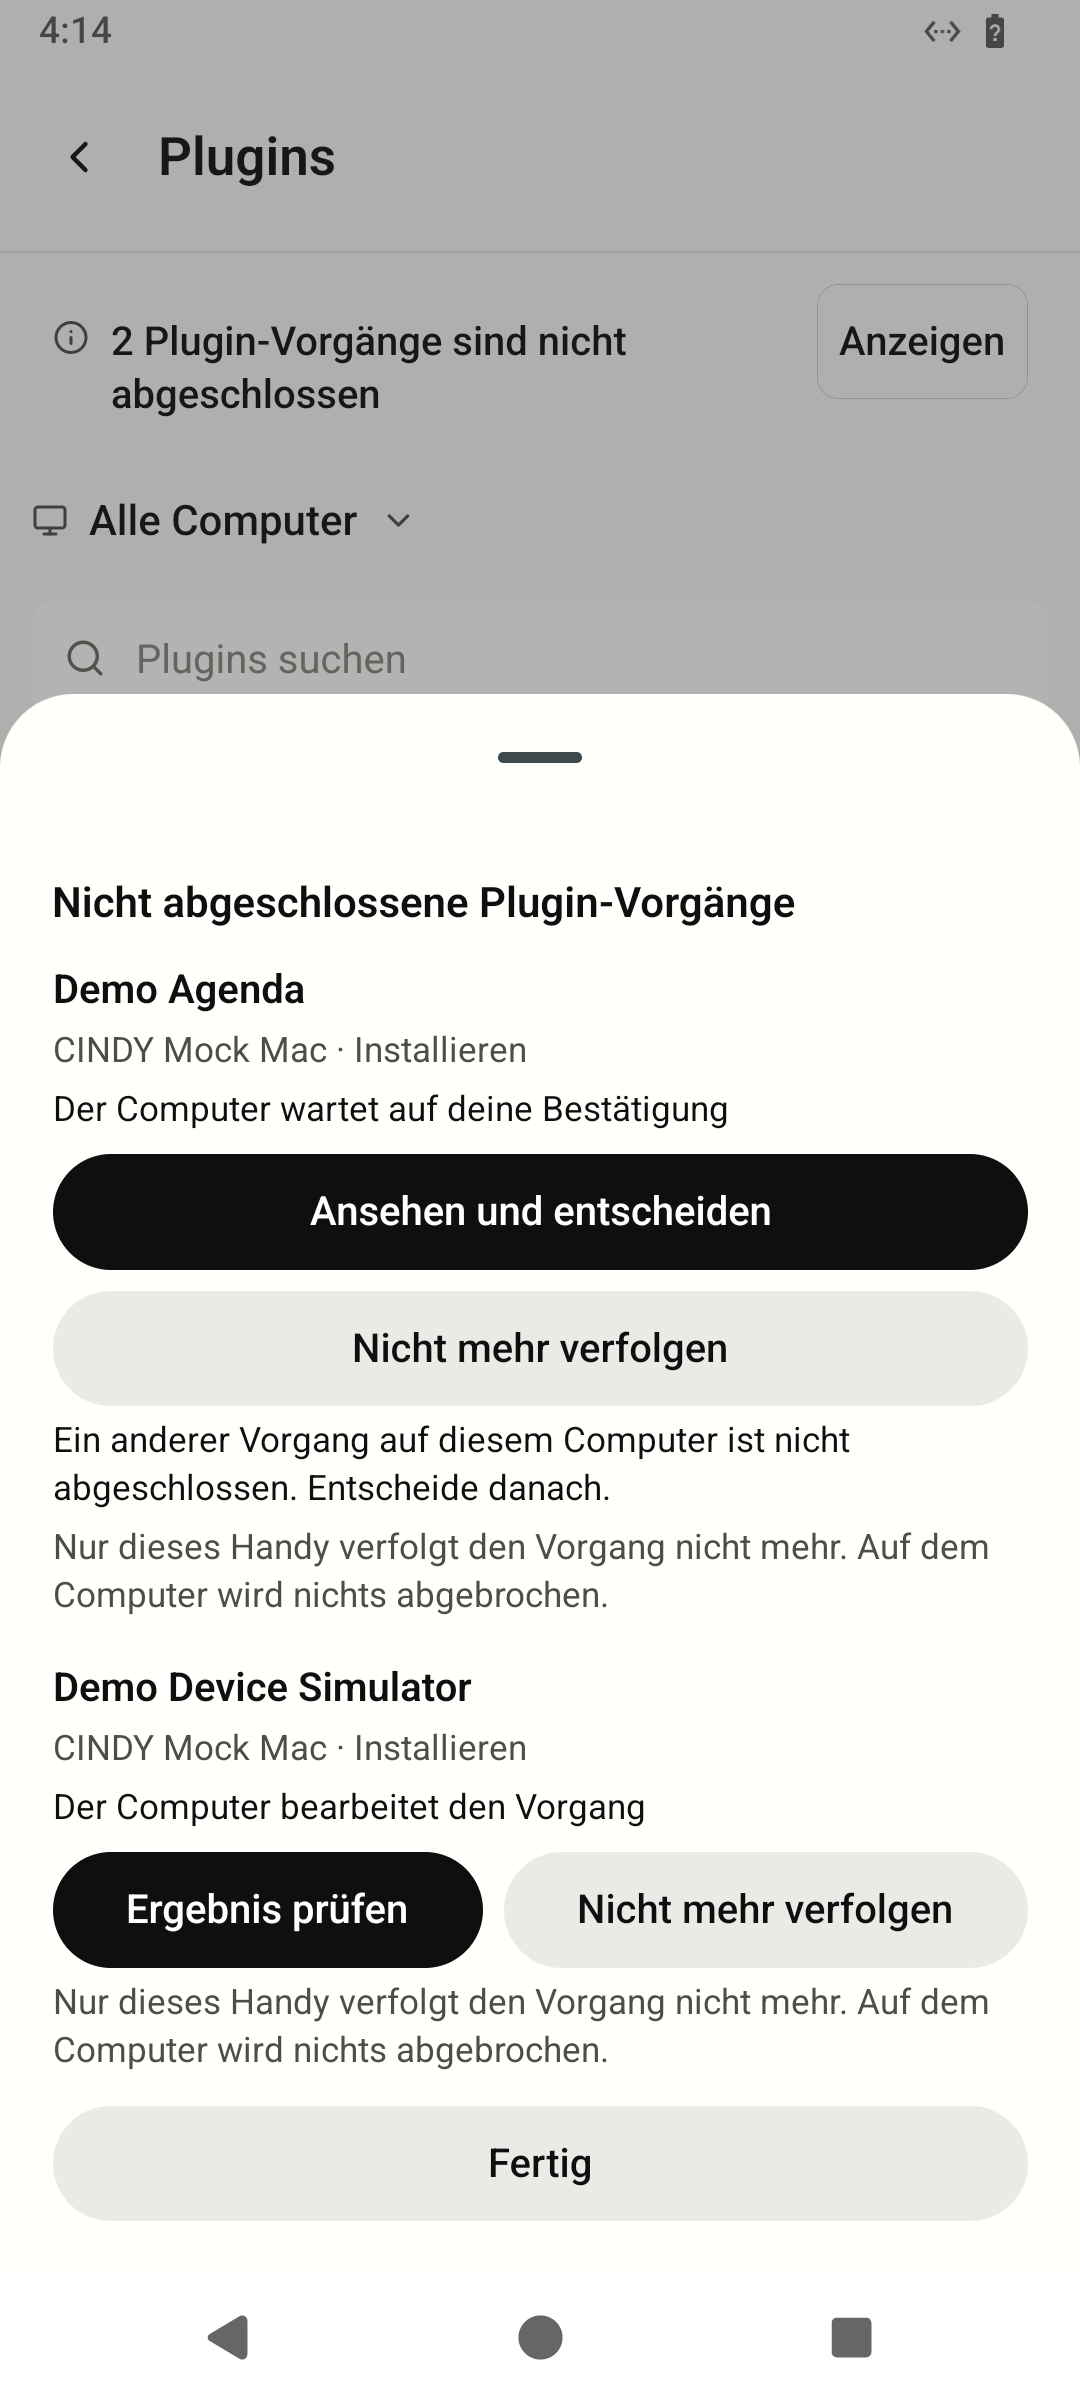 4:14
Plugins
2 Plugin-Vorgänge sind nicht
abgeschlossen
Anzeigen
Alle Computer
Plugins suchen
Nicht abgeschlossene Plugin-Vorgänge
Demo Agenda
CINDY Mock Mac · Installieren
Der Computer wartet auf deine Bestätigung
Ansehen und entscheiden
Nicht mehr verfolgen
Ein anderer Vorgang auf diesem Computer ist nicht
abgeschlossen. Entscheide danach.
Nur dieses Handy verfolgt den Vorgang nicht mehr. Auf dem
Computer wird nichts abgebrochen.
Demo Device Simulator
CINDY Mock Mac · Installieren
Der Computer bearbeitet den Vorgang
Ergebnis prüfen
Nicht mehr verfolgen
Nur dieses Handy verfolgt den Vorgang nicht mehr. Auf dem
Computer wird nichts abgebrochen.
Fertig